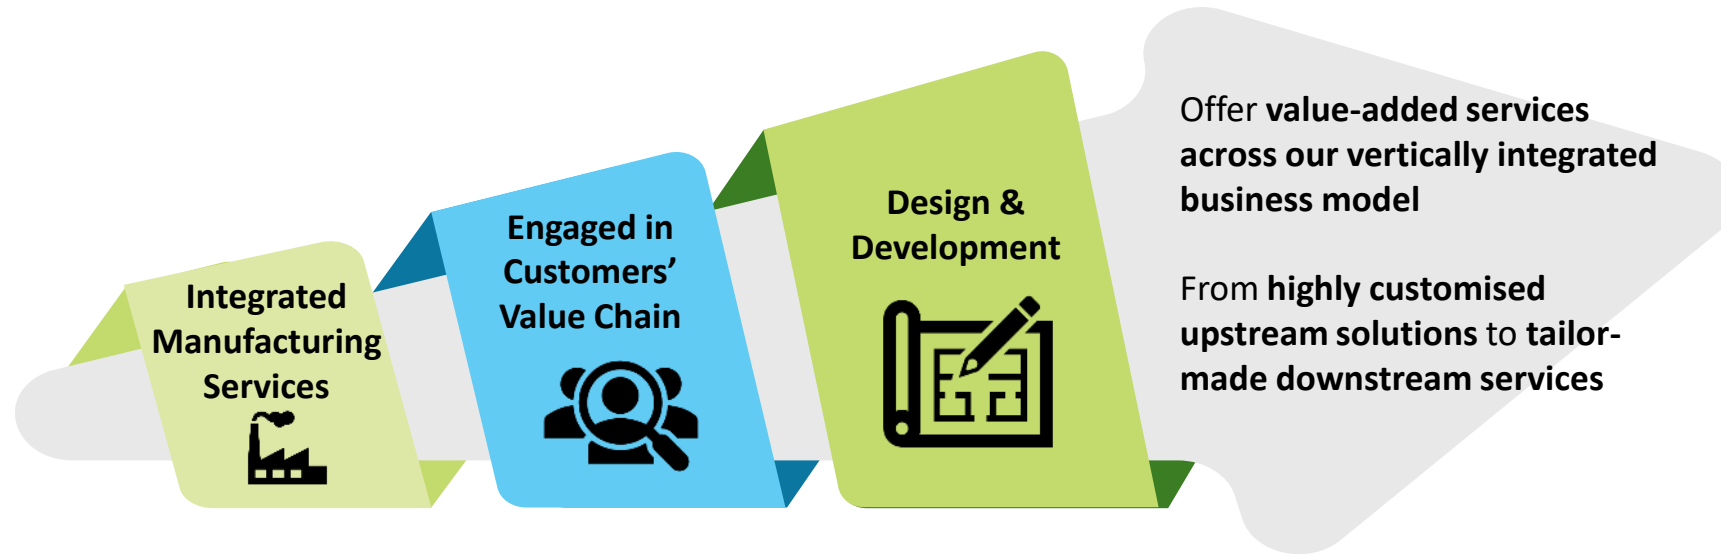 Integrated
Manufacturing
Services
Engaged in
Customers’
Value Chain
Design &
Development
Offer value-added services
across our vertically integrated
business model
From highly customised
upstream solutions to tailor-
made downstream services